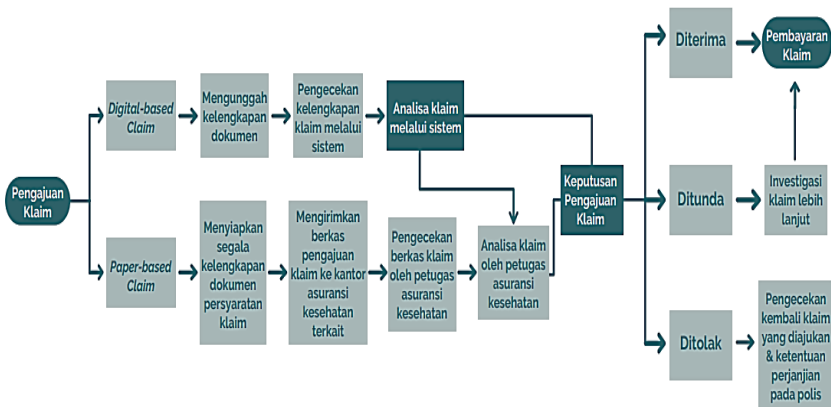 Pengajuan
Klaim
Digital-based
Claim
Mengunggah
kelengkapan
dokumen
Pengecekan
kelengkapan
klaim melalui
sistem
Analisa klaim
melalui sistem
Paper-based
Claim
Menyiapkan
segala
kelengkapan
dokumen
persyaratan
klaim
Mengirimkan
berkas
pengajuan
klaim ke kantor
asuransi
kesehatan
terkait
Pengecekan
berkas klaim
oleh petugas
asuransi
kesehatan
Analisa klaim
oleh petugas
asuransi
kesehatan
Keputusan
Pengajuan
Klaim
Diterima
Pembayaran
Klaim
Ditunda
Investigasi
klaim lebih
lanjut
Ditolak
Pengecekan
kembali klaim
yang diajukan
& ketentuan
perjanjian
pada polis